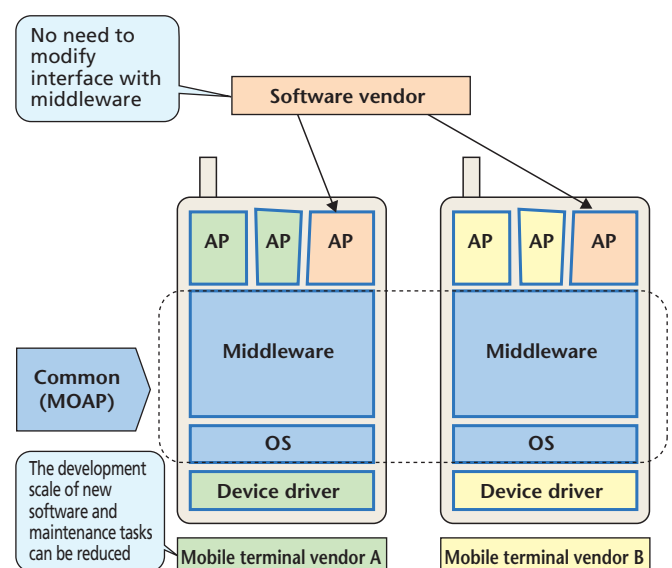 No need to
modify
interface with
middleware
Software vendor
AP AP AP
AP AP AP
Middleware
Middleware
Common
(MOAP)
OS
OS
The development
scale of new
software and
maintenance tasks
can be reduced
Device driver
Device driver
Mobile terminal vendor A
Mobile terminal vendor B